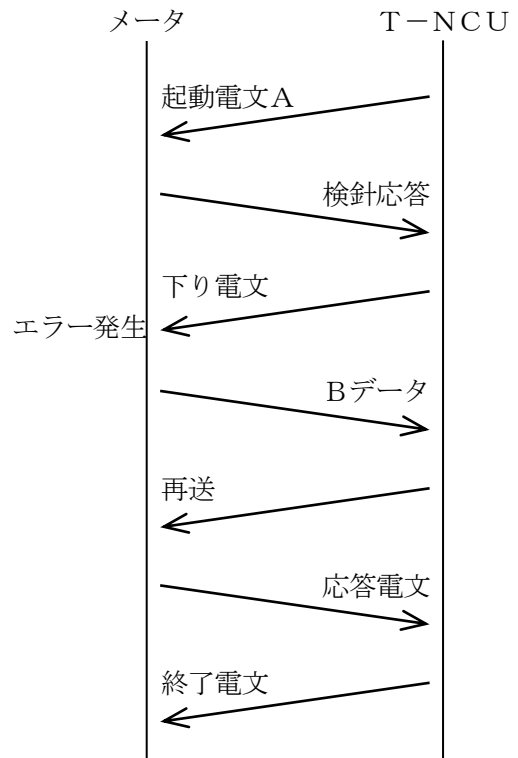 メータ
T－NCU
起動電文A
検針応答
下り電文
エラー発生
Bデータ
再送
応答電文
終了電文